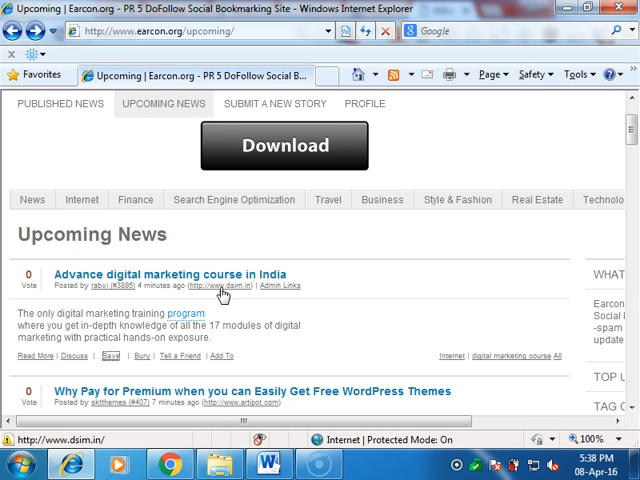 Upcoming | Earcon.org - PR 5 DoFollow Social Bookmarking Site - Windows Internet Explorer
http://www.earcon.org/upcoming/
Google
Favorites
Upcoming | Earcon.org - PR 5 DoFollow Social B...
Page
Safety
Tools
PUBLISHED NEWS
UPCOMING NEWS
SUBMIT A NEW STORY
PROFILE
Download
News
Internet
Finance
Search Engine Optimization
Travel
Business
Style & Fashion
Real Estate
Technolo
Upcoming News
0
Vote
Advance digital marketing course in India
Posted by rabvi (#3886) 4 minutes ago (http://www.dsim.in) | Admin Links
The only digital marketing training program
where you get in-depth knowledge of all the 17 modules of digital
marketing with practical hands-on exposure.
Read More | Discuss | Save | Bury | Tell a Friend | Add To
Internet | digital marketing course All
0
Vote
Why Pay for Premium when you can Easily Get Free WordPress Themes
Posted by sktthemes (#407) 7 minutes ago (http://www.artipot.com)
WHAT
Earcon
Social I
-spam
update
TOP U
TAG C
http://www.dsim.in/
Internet | Protected Mode: On
100%
5:38 PM
08-Apr-16